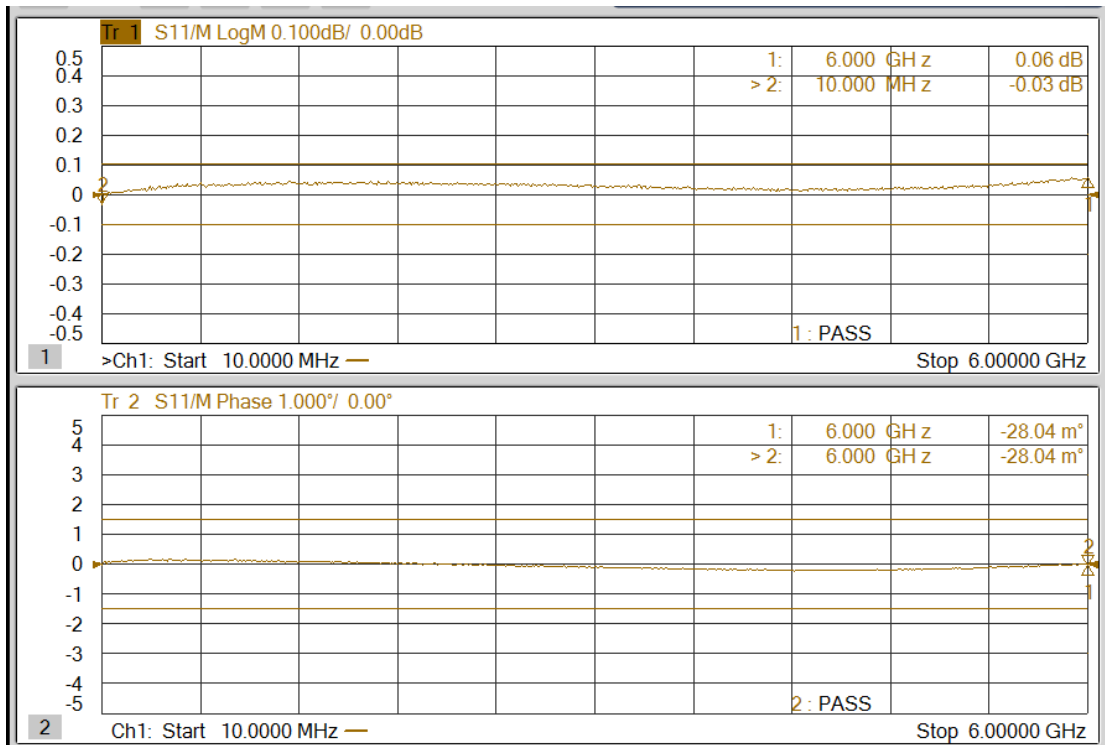 Tr 1 S11/M LogM 0.100dB/ 0.00dB
0.5
0.4
0.3
0.2
0.1
0
-0.1
-0.2
-0.3
-0.4
-0.5
1: 6.000 GHz 0.06 dB
> 2: 10.000 MHz -0.03 dB
2
1
1 : PASS
1 >Ch1: Start 10.0000 MHz — Stop 6.00000 GHz
Tr 2 S11/M Phase 1.000°/ 0.00°
5
4
3
2
1
0
-1
-2
-3
-4
-5
1: 6.000 GHz -28.04 m°
> 2: 6.000 GHz -28.04 m°
2
1
2 : PASS
2 Ch1: Start 10.0000 MHz — Stop 6.00000 GHz